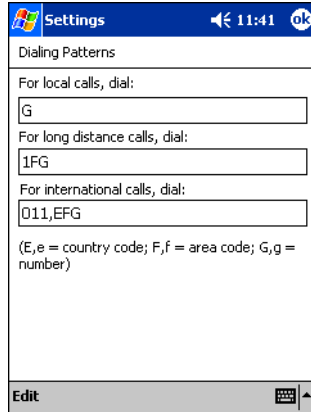 Settings 11:41 ok
Dialing Patterns
For local calls, dial:
G
For long distance calls, dial:
1FG
For international calls, dial:
011,EFG
(E,e = country code; F,f = area code; G,g =
number)
Edit